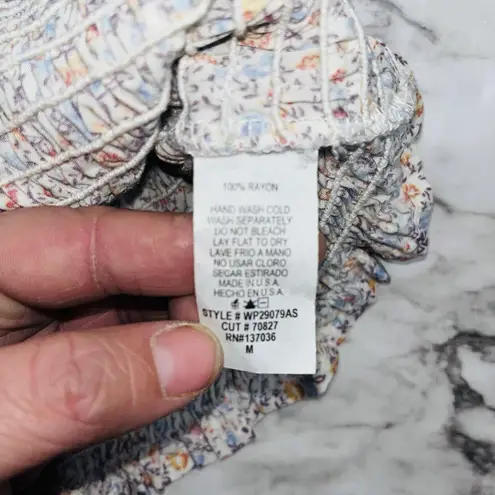 100% RAYON
HAND WASH COLD
WASH SEPARATELY
DO NOT BLEACH
LAY FLAT TO DRY
LAVE FRIO A MANO
NO USAR CLORO
SEGAR ESTIRADO
MADE IN U.S.A.
HECHO EN U.S.A.
STYLE # WP29079AS
CUT # 70827
RN#137036
M